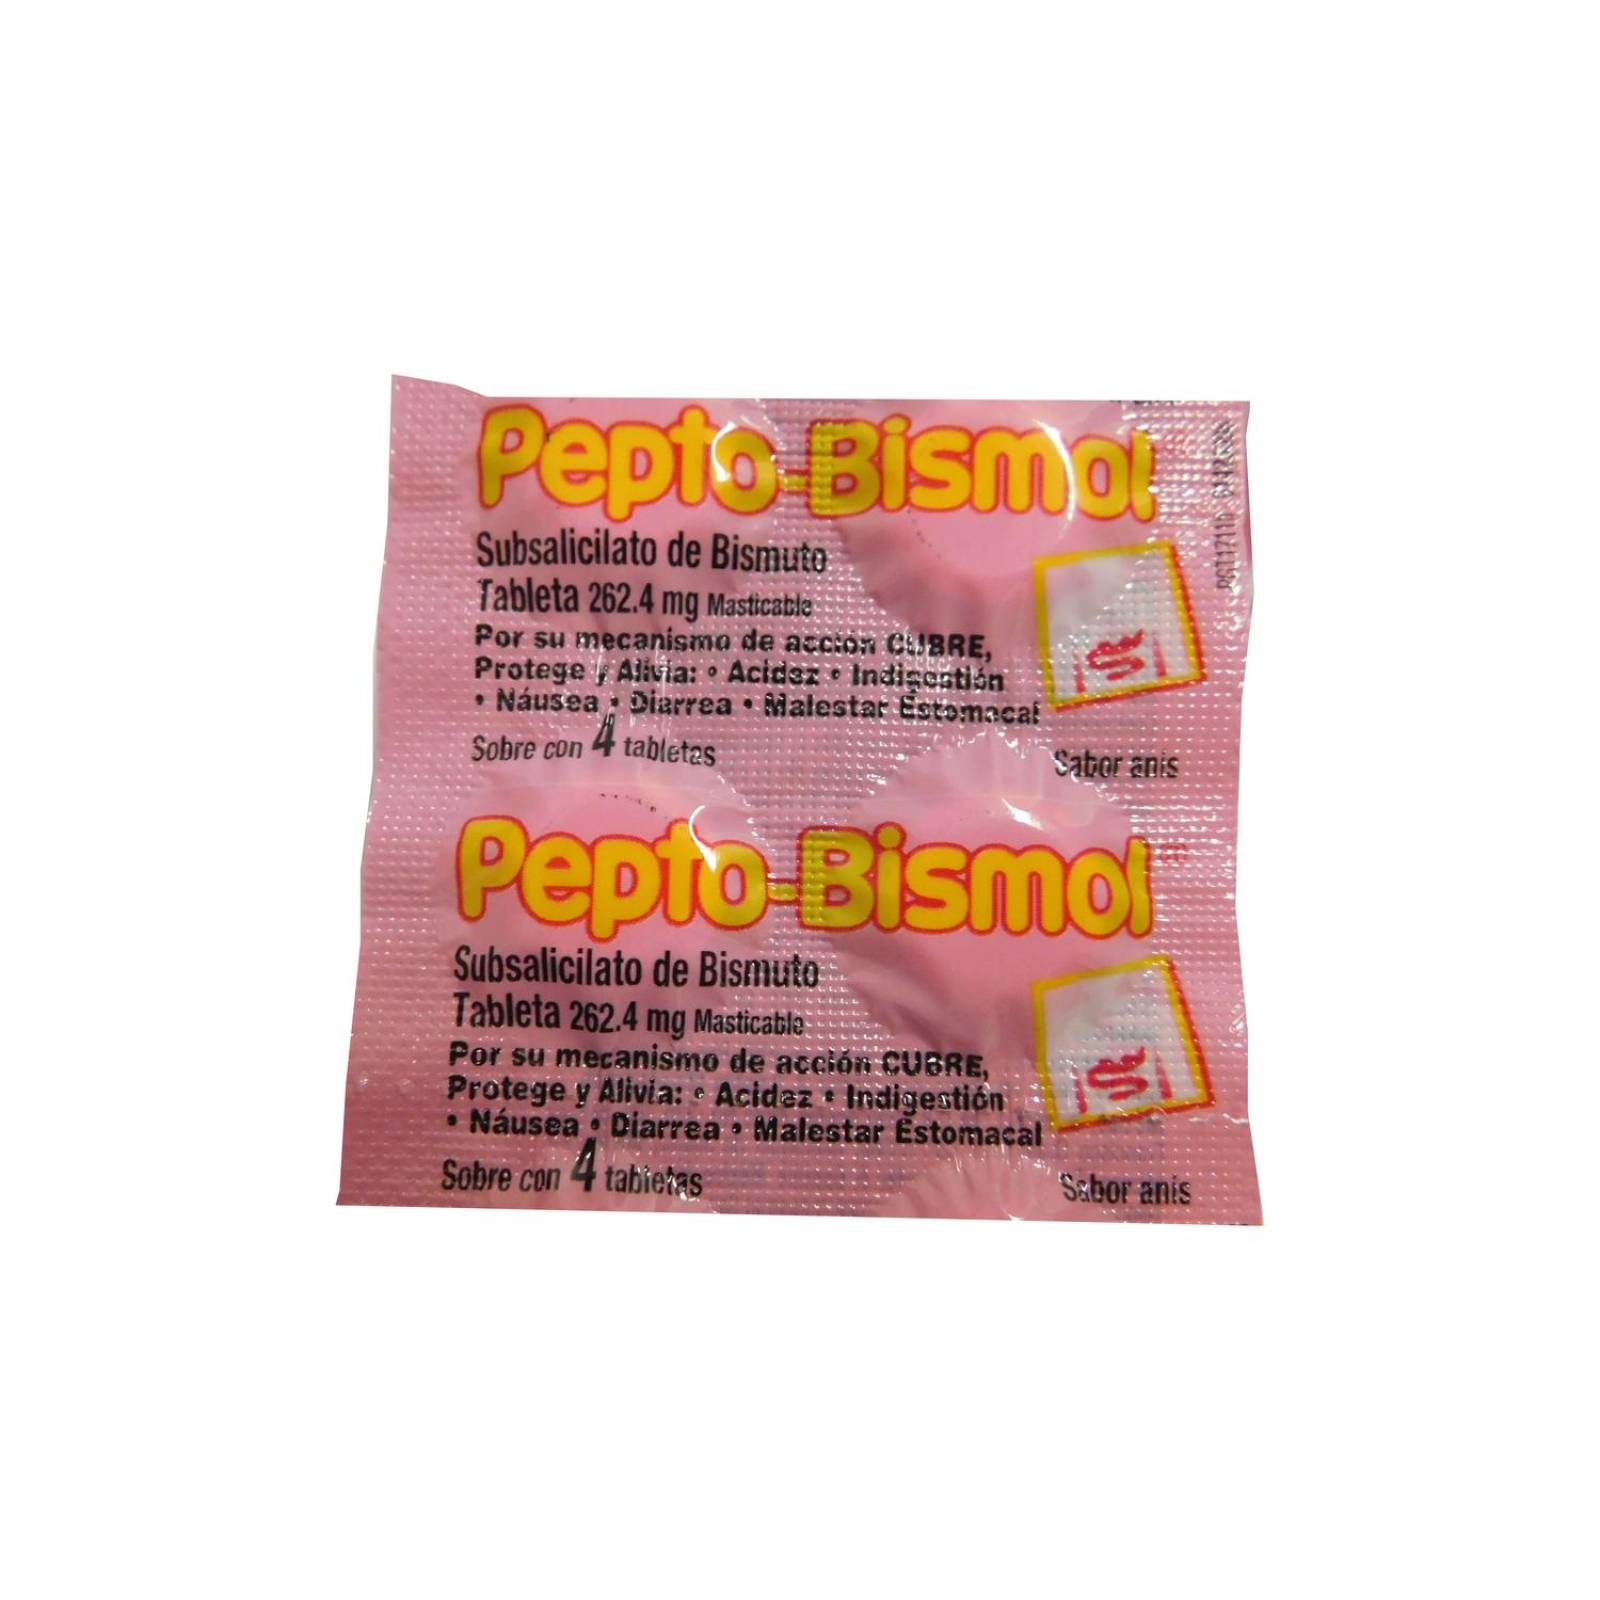 Pepto-Bismol
Subsalicilato de Bismuto
Tableta 262.4 mg Masticable
Por su mecanismo de acción CUBRE,
Protege y Alivia: • Acidez • Indigestión
• Náusea • Diarrea • Malestar Estomacal
Sobre con 4 tabletas
Sabor anís
Pepto-Bismol
Subsalicilato de Bismuto
Tableta 262.4 mg Masticable
Por su mecanismo de acción CUBRE,
Protege y Alivia: • Acidez • Indigestión
• Náusea • Diarrea • Malestar Estomacal
Sobre con 4 tabletas
Sabor anís